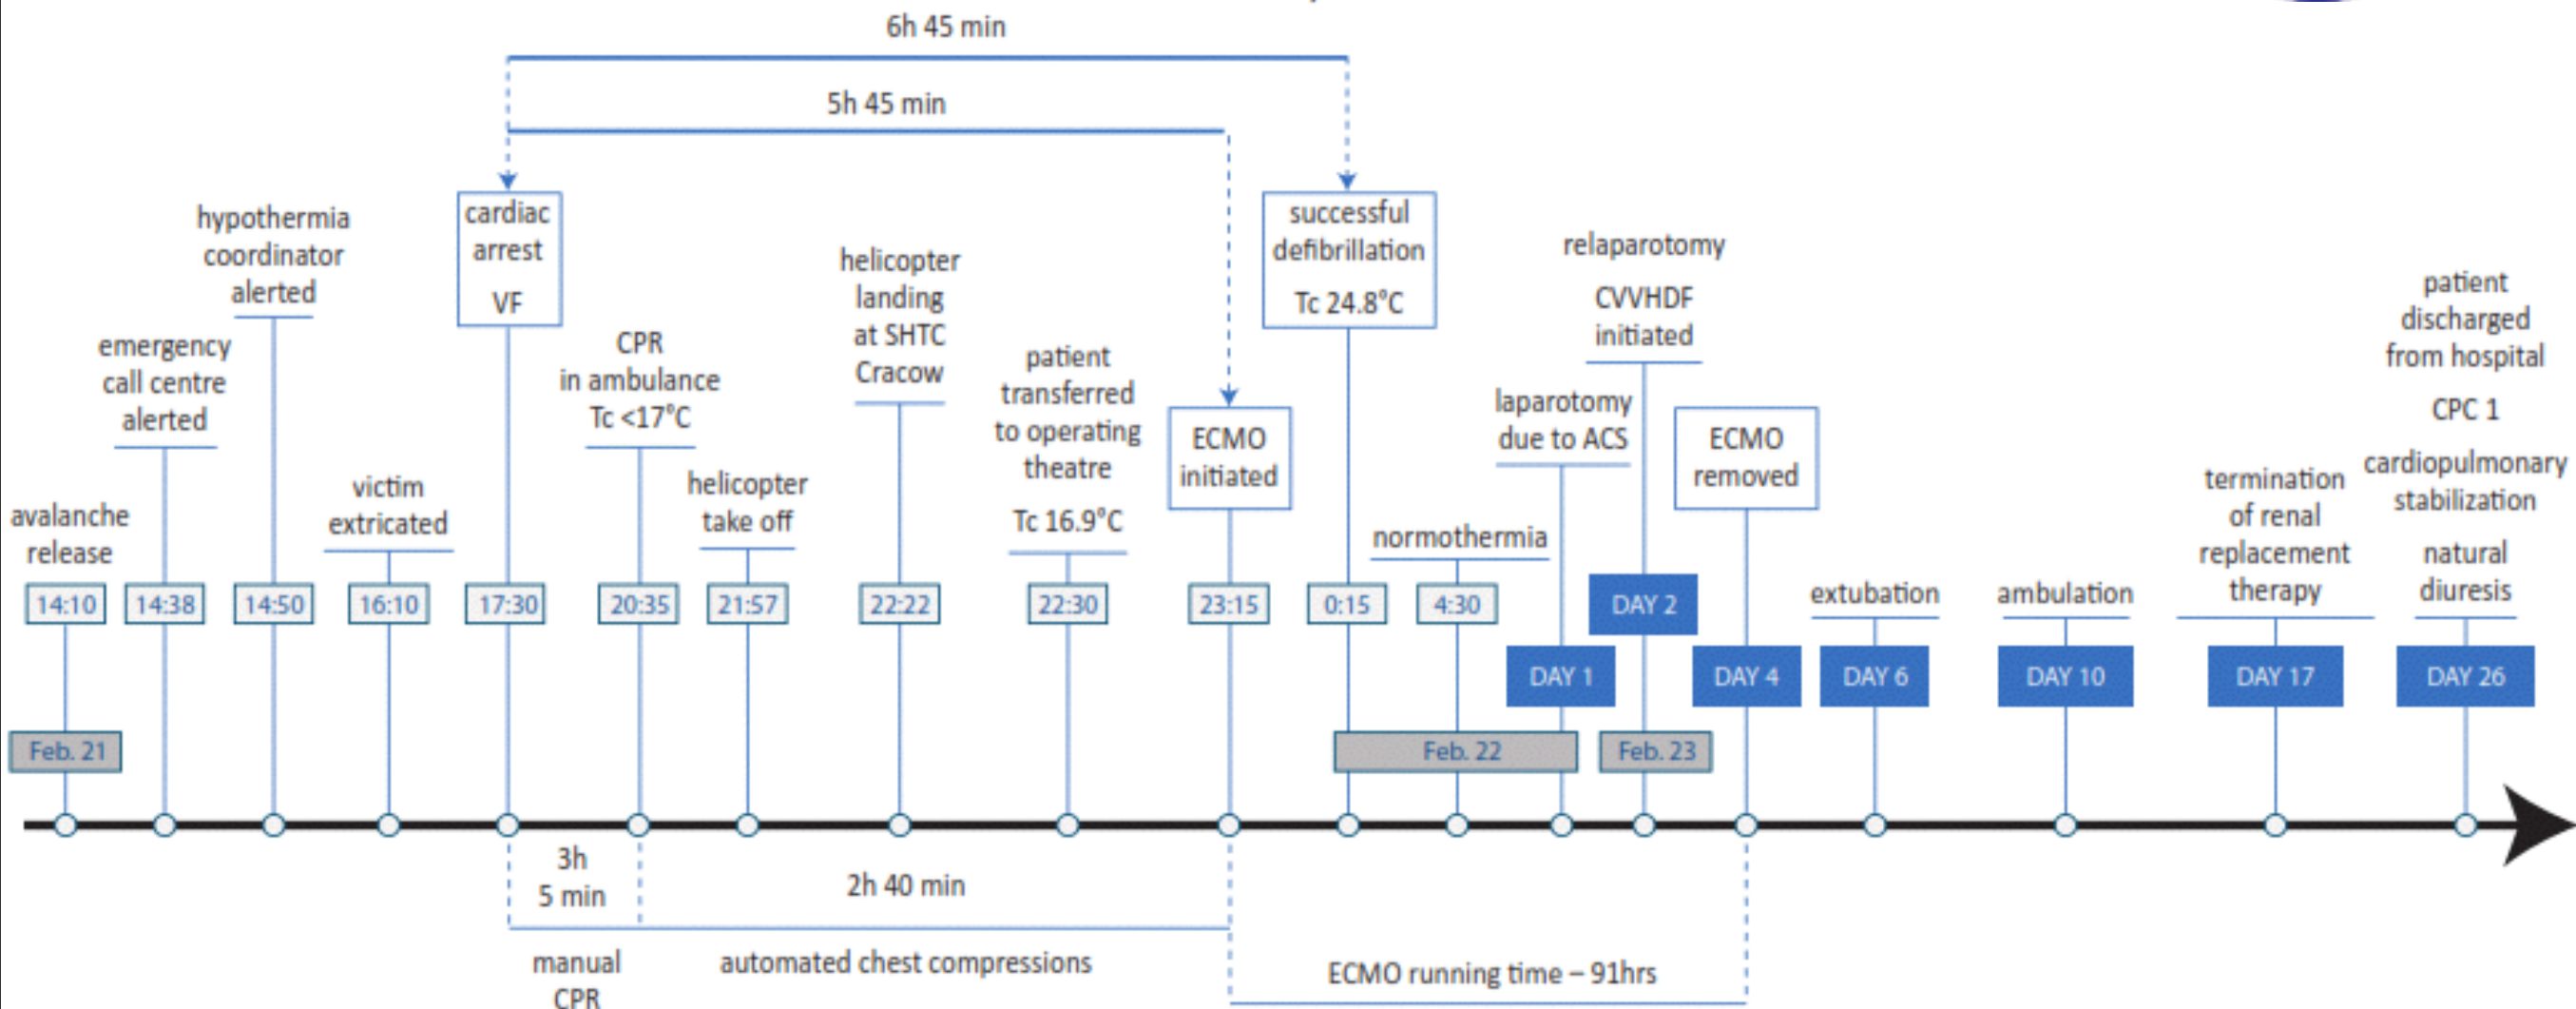 6h 45 min
5h 45 min
avalanche
release
14:10
Feb. 21
emergency
call centre
alerted
14:38
hypothermia
coordinator
alerted
14:50
victim
extricated
16:10
cardiac
arrest
VF
17:30
CPR
in ambulance
Tc <17°C
20:35
helicopter
take off
21:57
helicopter
landing
at SHTC
Cracow
22:22
patient
transferred
to operating
theatre
Tc 16.9°C
22:30
ECMO
initiated
23:15
successful
defibrillation
Tc 24.8°C
0:15
normothermia
4:30
Feb. 22
laparotomy
due to ACS
DAY 1
relaparotomy
CVVHDF
initiated
DAY 2
Feb. 23
ECMO
removed
DAY 4
extubation
DAY 6
ambulation
DAY 10
termination
of renal
replacement
therapy
DAY 17
patient
discharged
from hospital
CPC 1
cardiopulmonary
stabilization
natural
diuresis
DAY 26
3h
5 min
manual
CPR
2h 40 min
automated chest compressions
ECMO running time – 91hrs